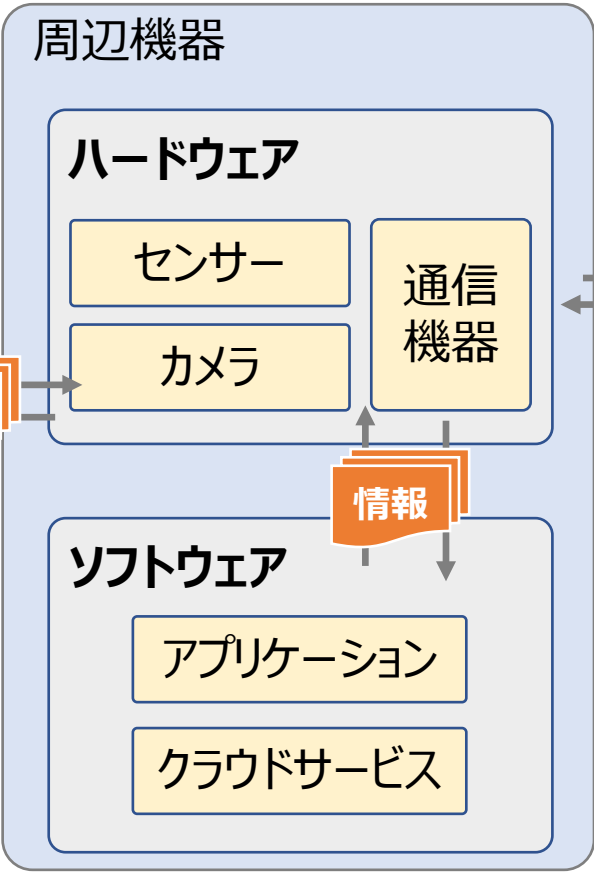 周辺機器
ハードウェア
センサー
カメラ
通信
機器
情報
ソフトウェア
アプリケーション
クラウドサービス